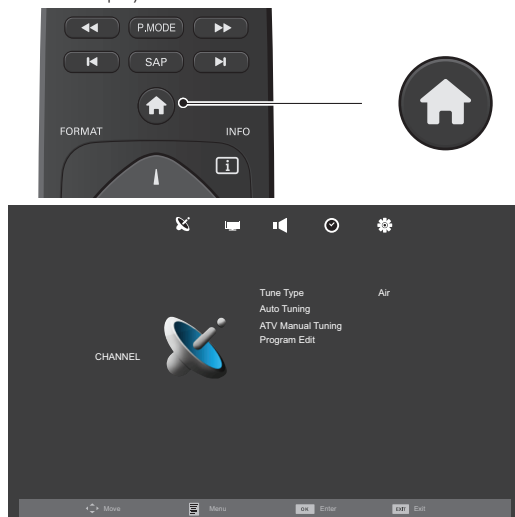 P.MODE
SAP
FORMAT INFO
i
Tune Type Air
Auto Tuning
ATV Manual Tuning
Program Edit
CHANNEL
Move Menu OK Enter EXIT Exit